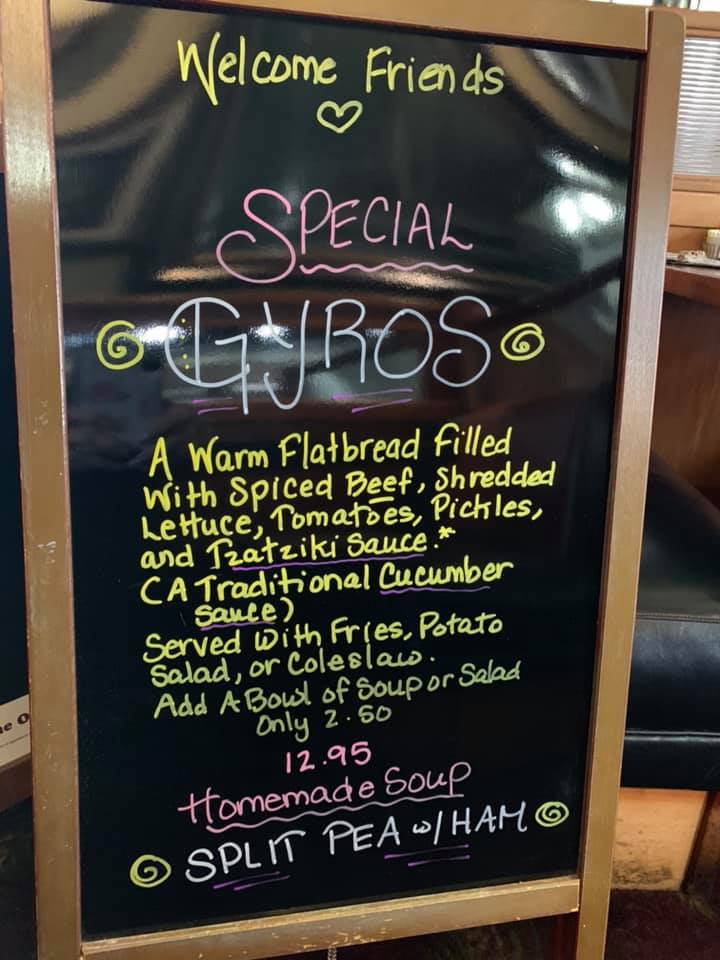 Welcome Friends
SPECIAL
GYROS
A Warm Flatbread Filled
With Spiced Beef, Shredded
Lettuce, Tomatoes, Pickles,
and Tzatziki Sauce.*
(A Traditional Cucumber
Sauce)
Served With Fries, Potato
Salad, or Coleslaw.
Add A Bowl of Soup or Salad
Only 2.50
12.95
Homemade Soup
SPLIT PEA w/HAM